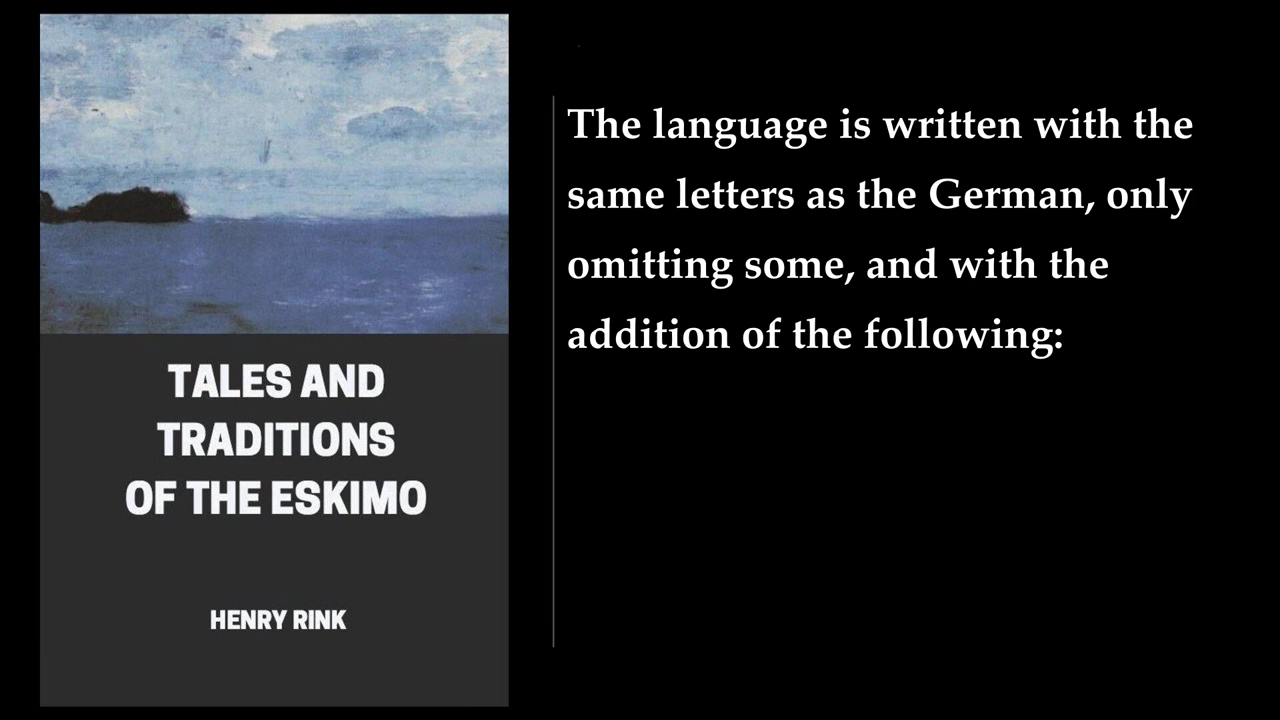 TALES AND
TRADITIONS
OF THE ESKIMO
HENRY RINK
The language is written with the
same letters as the German, only
omitting some, and with the
addition of the following: